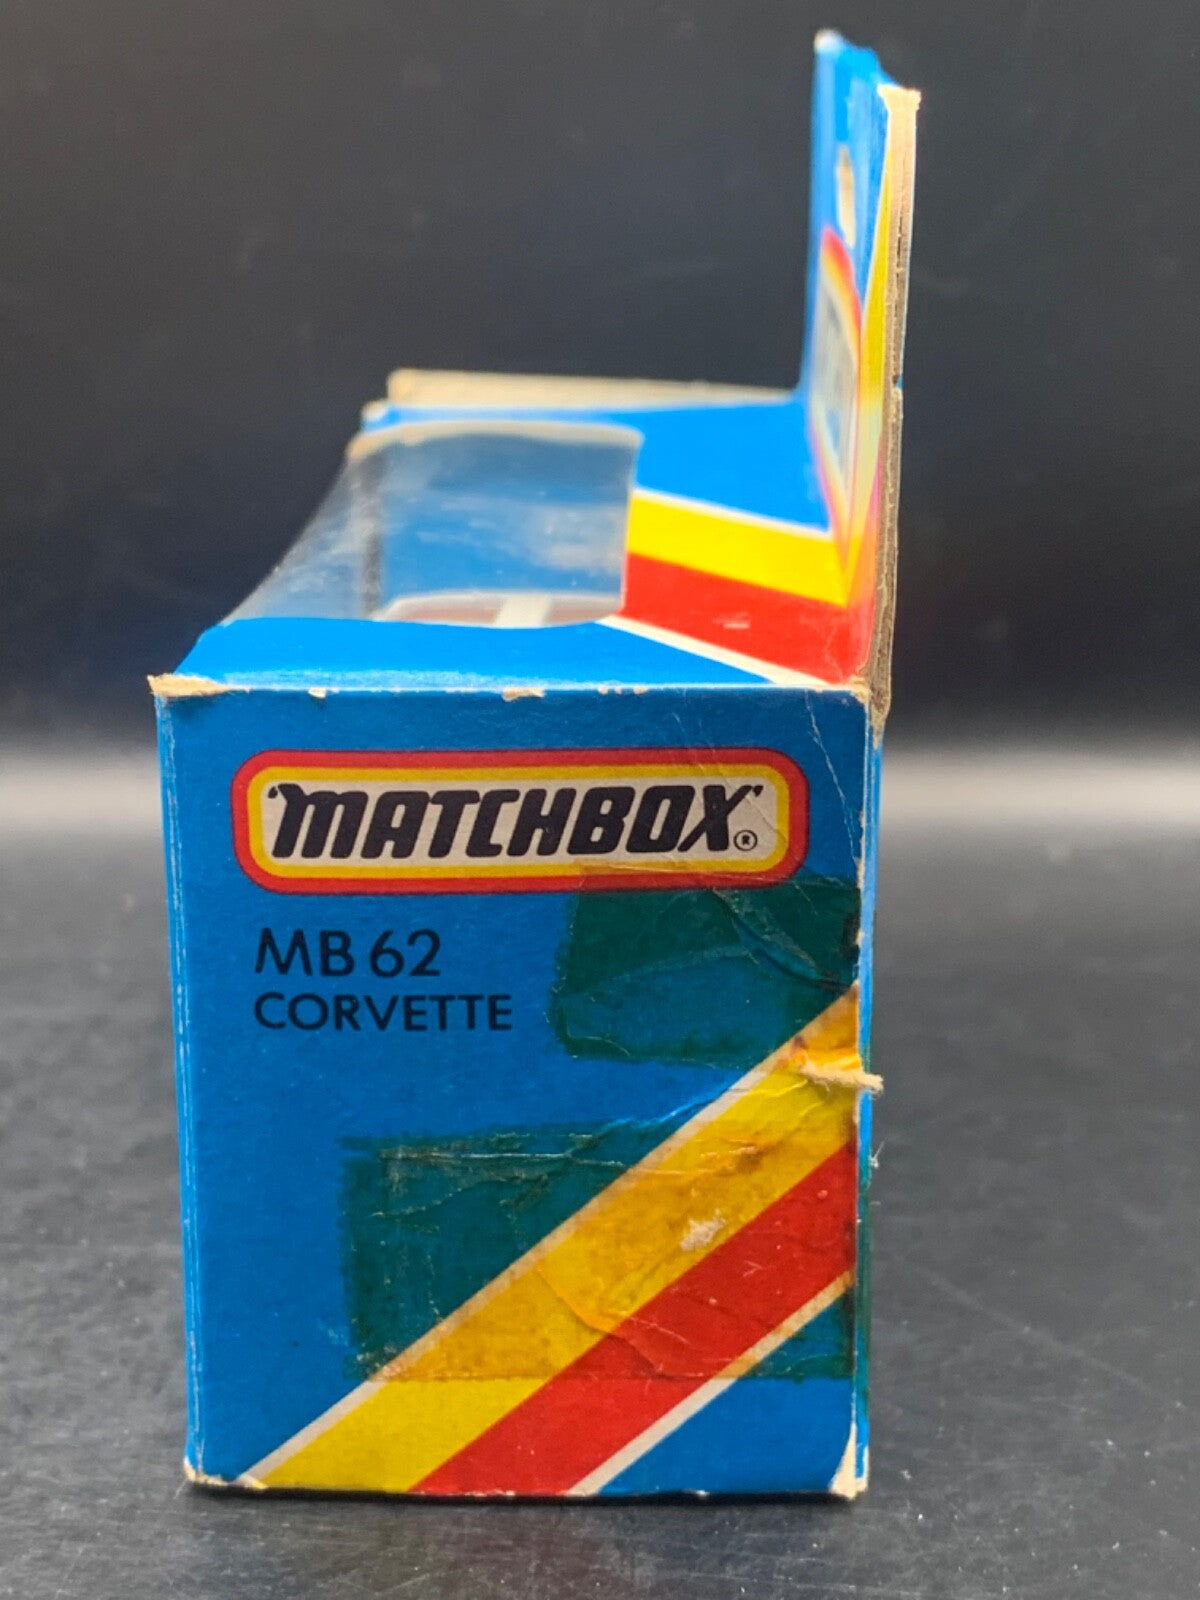 'MATCHBOX' ®
MB 62
CORVETTE